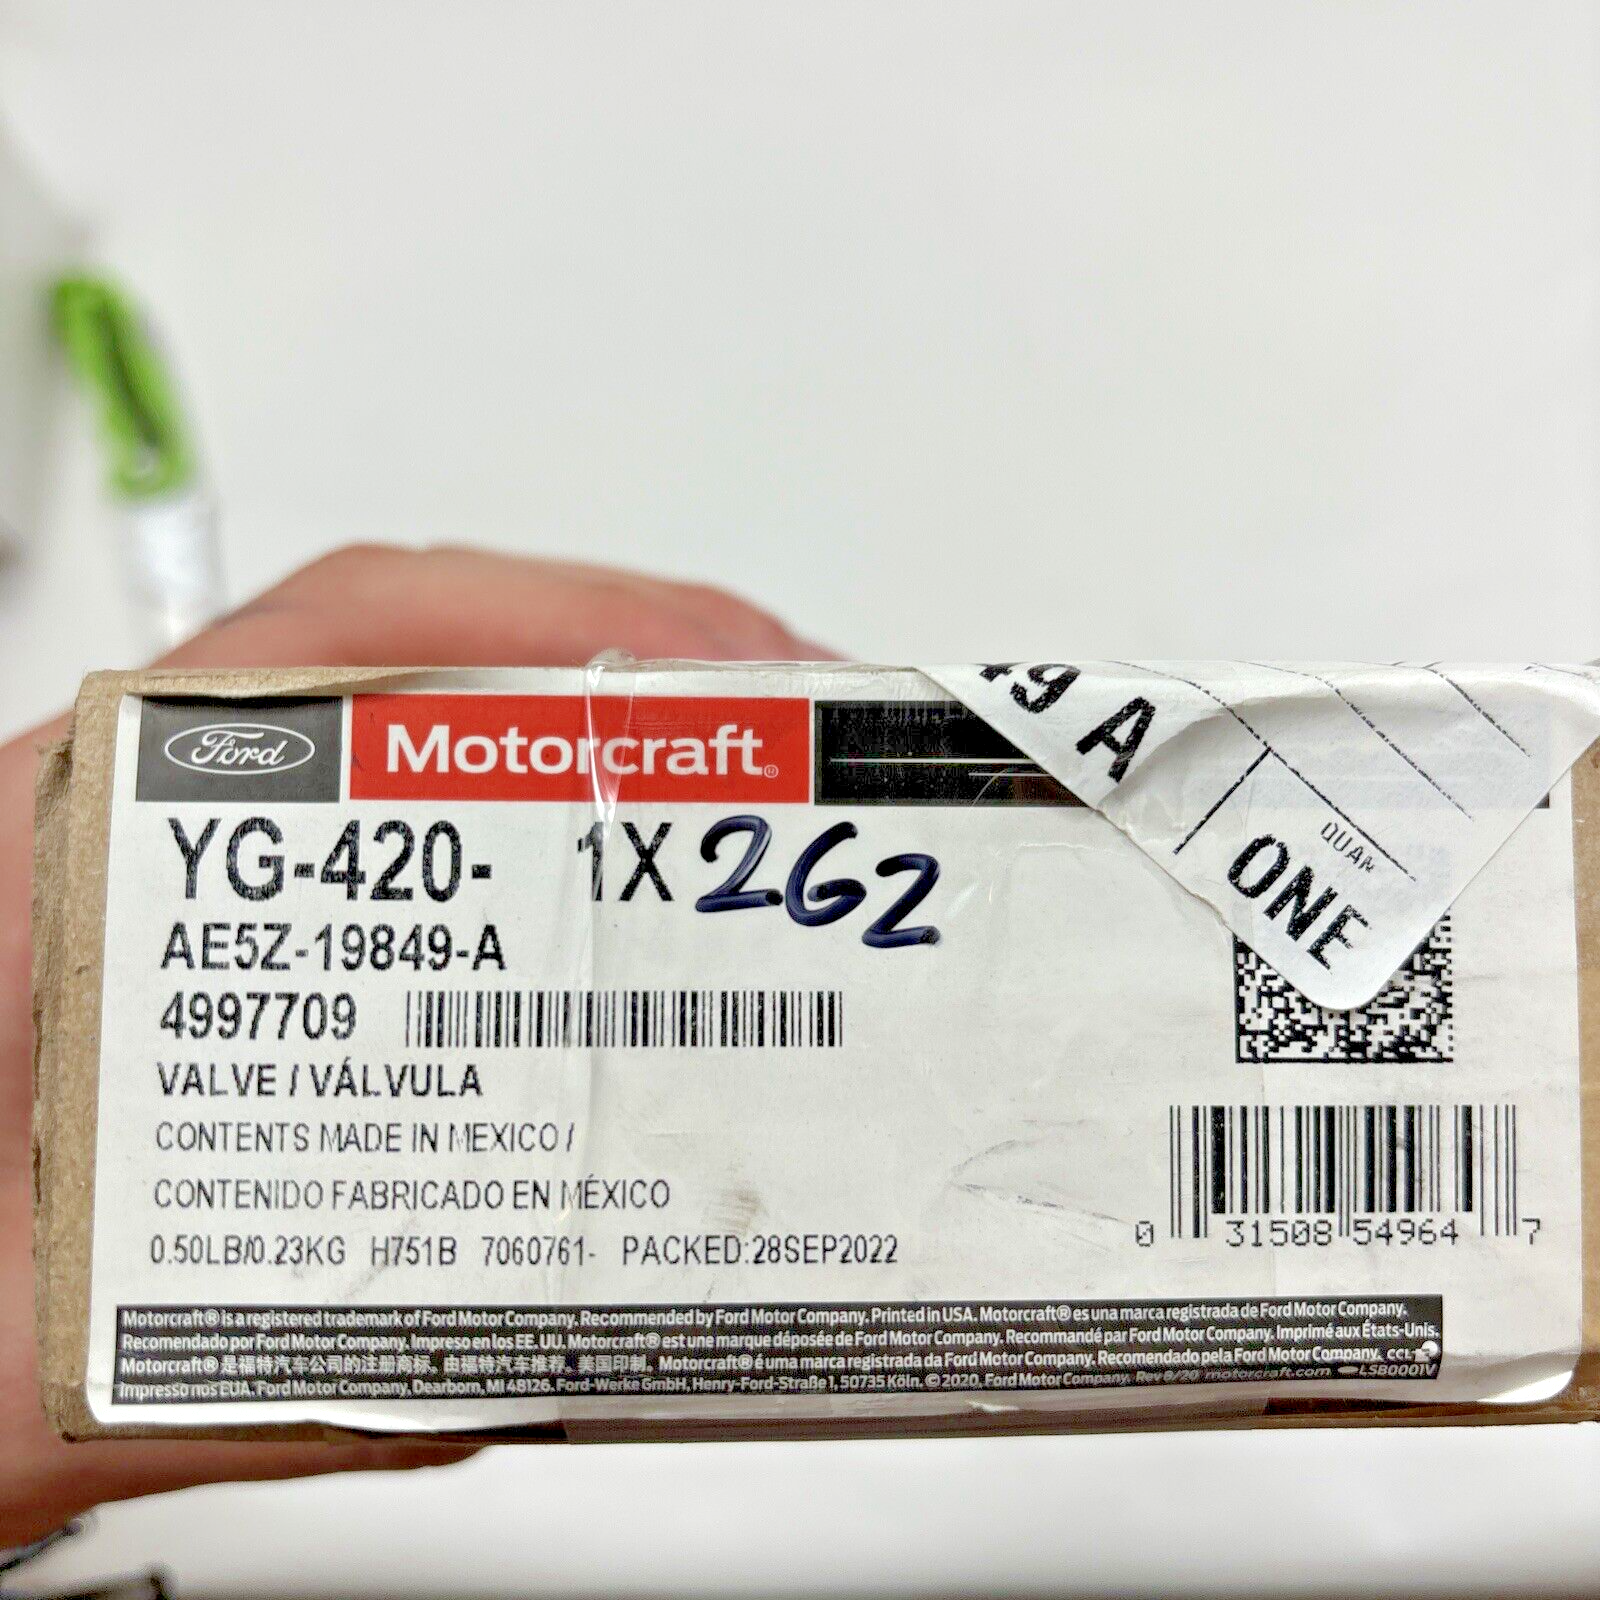 Ford Motorcraft®
49 A
QUAN
ONE
YG-420- 1X 262
AE5Z-19849-A
4997709
VALVE / VÁLVULA
CONTENTS MADE IN MEXICO /
CONTENIDO FABRICADO EN MÉXICO
0.50LB/0.23KG H751B 7060761- PACKED:28SEP2022
0 31508 54964 7
Motorcraft® is a registered trademark of Ford Motor Company. Recommended by Ford Motor Company. Printed in USA. Motorcraft® es una marca registrada de Ford Motor Company.
Recomendado por Ford Motor Company. Impreso en los EE. UU. Motorcraft® est une marque déposée de Ford Motor Company. Recommandé par Ford Motor Company. Imprimé aux États-Unis.
Motorcraft® 是福特汽车公司的注册商标。由福特汽车推荐。美国印制。 Motorcraft® é uma marca registrada da Ford Motor Company. Recomendado pela Ford Motor Company. CCL
Impresso nos EUA. Ford Motor Company, Dearborn, MI 48126. Ford-Werke GmbH, Henry-Ford-Straße 1, 50735 Köln. © 2020, Ford Motor Company. Rev 8/20 motorcraft.com LSB0001V